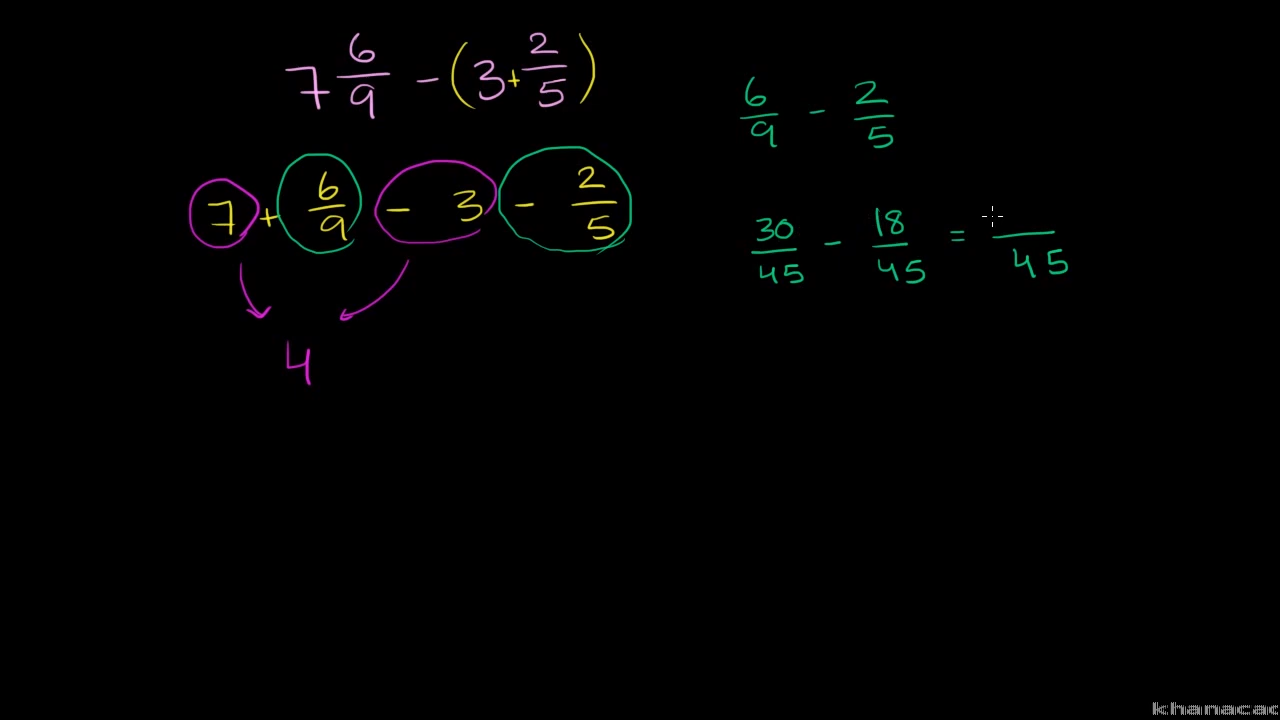 7 6/9 - (3 + 2/5)
7 + 6/9 - 3 - 2/5
4
6/9 - 2/5
30/45 - 18/45 = /45
khanacad